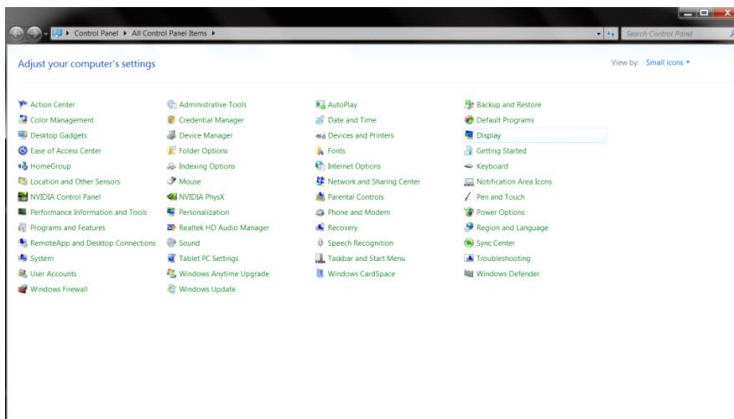 Control Panel ▸ All Control Panel Items ▸ Search Control Panel
Adjust your computer's settings View by: Small icons
Action Center Administrative Tools AutoPlay Backup and Restore
Color Management Credential Manager Date and Time Default Programs
Desktop Gadgets Device Manager Devices and Printers Display
Ease of Access Center Folder Options Fonts Getting Started
HomeGroup Indexing Options Internet Options Keyboard
Location and Other Sensors Mouse Network and Sharing Center Notification Area Icons
NVIDIA Control Panel NVIDIA PhysX Parental Controls Pen and Touch
Performance Information and Tools Personalization Phone and Modem Power Options
Programs and Features Realtek HD Audio Manager Recovery Region and Language
RemoteApp and Desktop Connections Sound Speech Recognition Sync Center
System Tablet PC Settings Taskbar and Start Menu Troubleshooting
User Accounts Windows Anytime Upgrade Windows CardSpace Windows Defender
Windows Firewall Windows Update